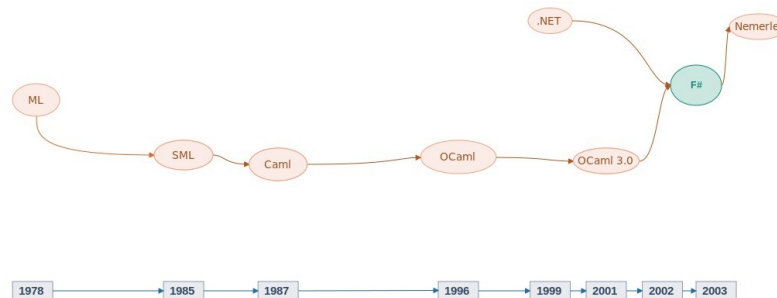 .NET
Nemerle
F#
ML
SML
Caml
OCaml
OCaml 3.0
1978 1985 1987 1996 1999 2001 2002 2003